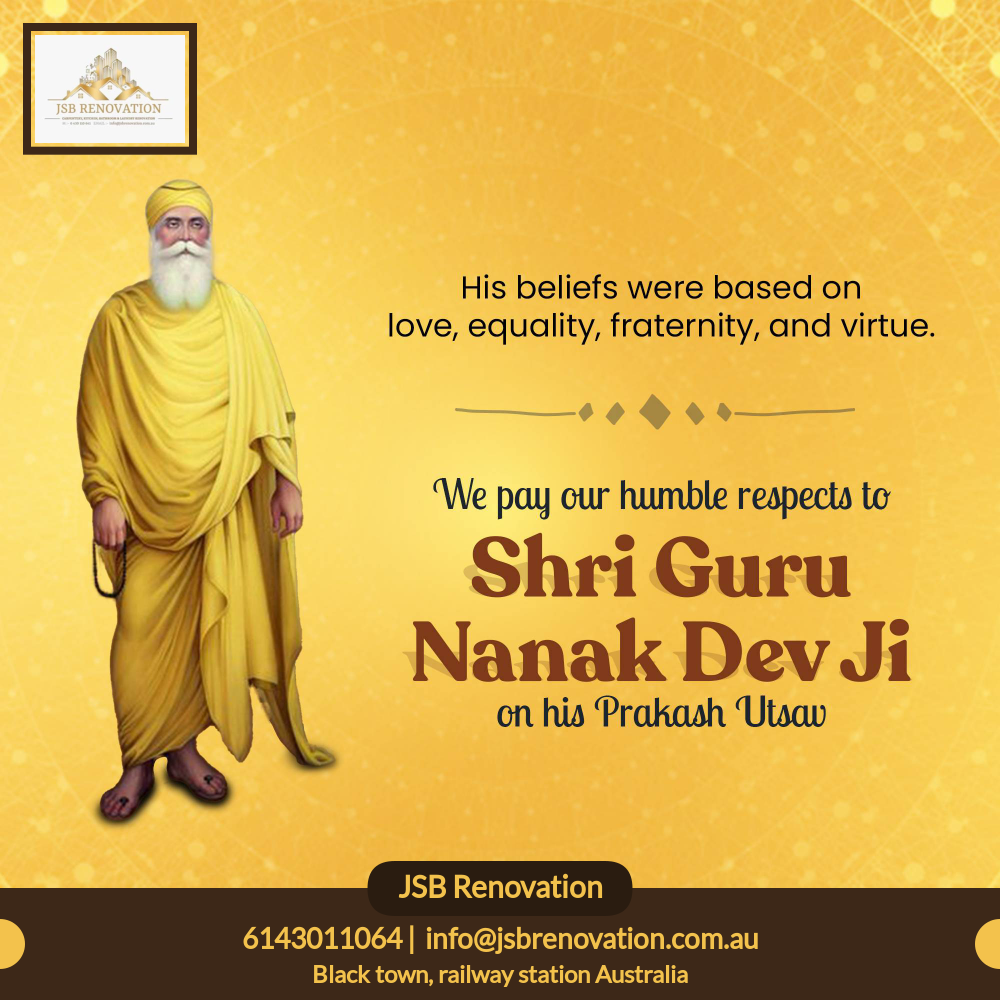 JSB RENOVATION
His beliefs were based on
love, equality, fraternity, and virtue.
We pay our humble respects to
Shri Guru
Nanak Dev Ji
on his Prakash Utsav
JSB Renovation
6143011064 | info@jsbrenovation.com.au
Black town, railway station Australia